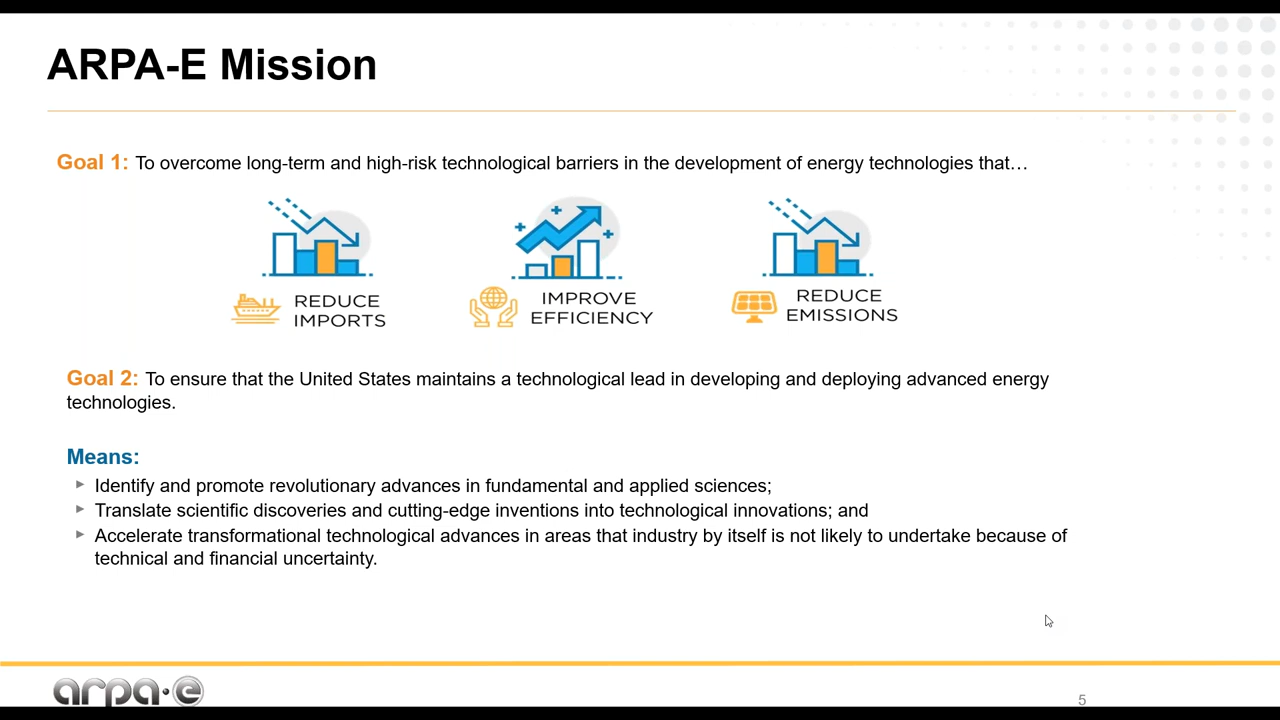 ARPA-E Mission
Goal 1: To overcome long-term and high-risk technological barriers in the development of energy technologies that…
REDUCE
IMPORTS
IMPROVE
EFFICIENCY
REDUCE
EMISSIONS
Goal 2: To ensure that the United States maintains a technological lead in developing and deploying advanced energy
technologies.
Means:
Identify and promote revolutionary advances in fundamental and applied sciences;
Translate scientific discoveries and cutting-edge inventions into technological innovations; and
Accelerate transformational technological advances in areas that industry by itself is not likely to undertake because of
technical and financial uncertainty.
arpa·e
5